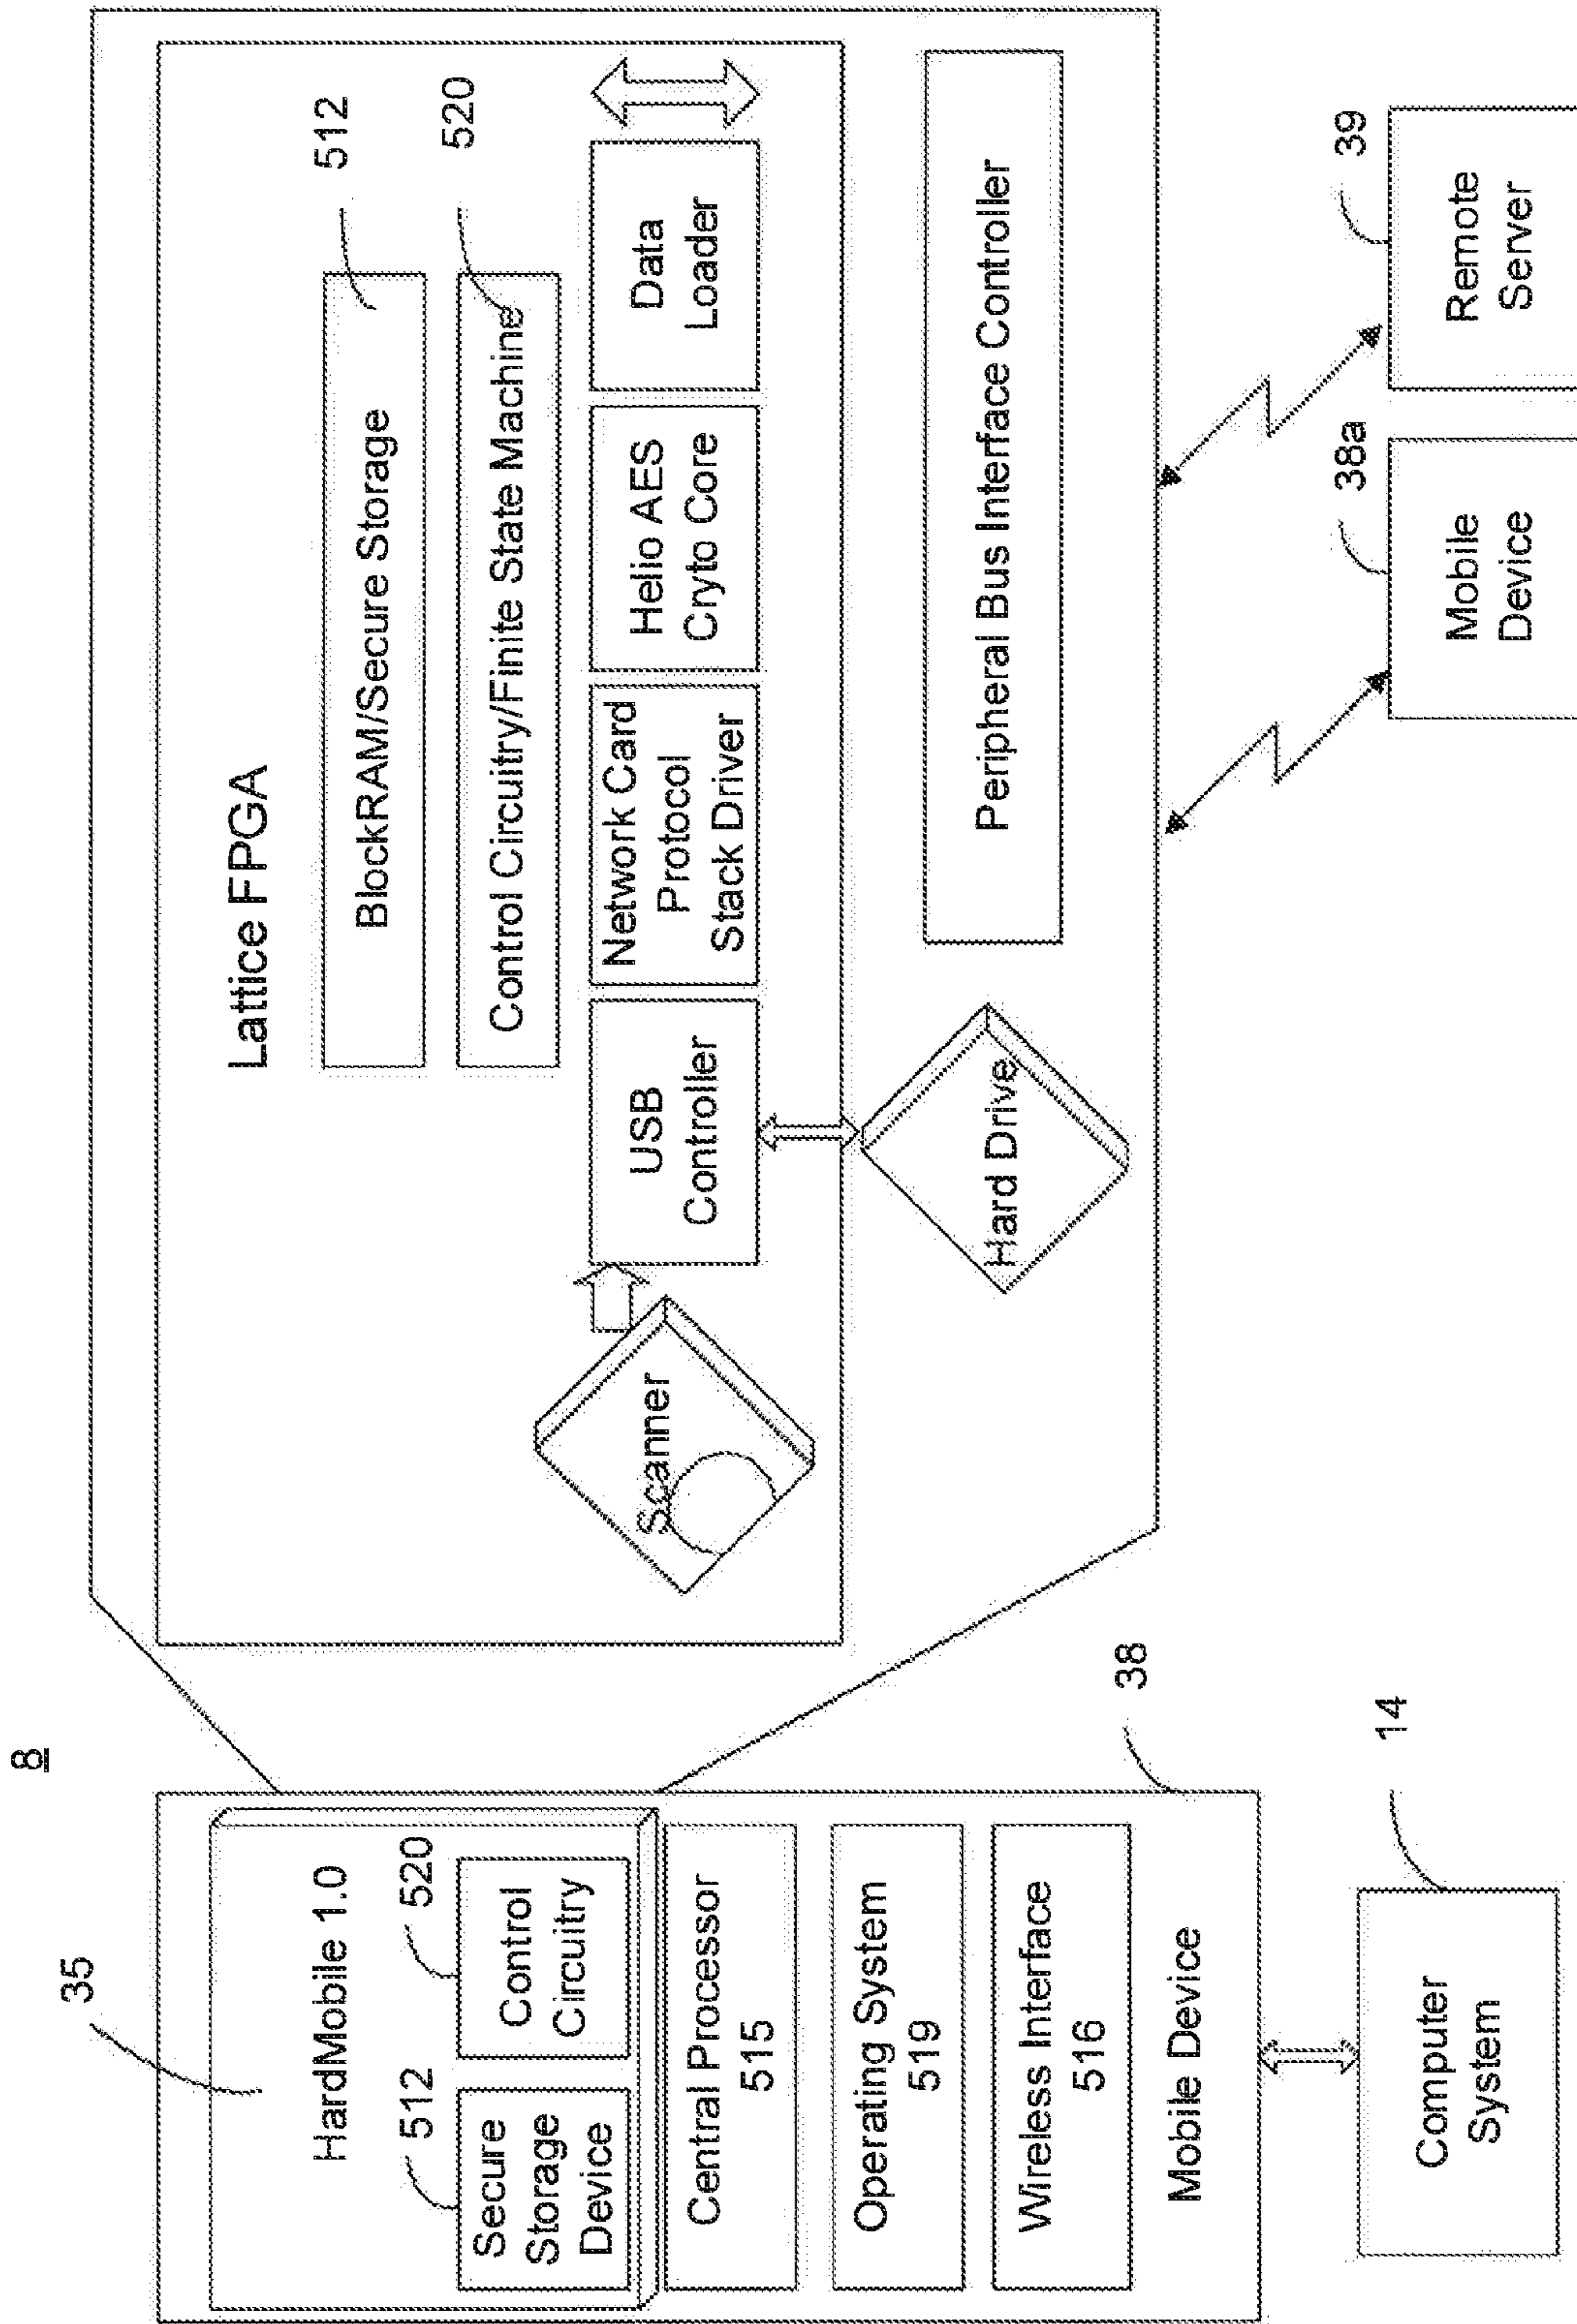 8
35
HardMobile 1.0
512
520
Secure
Storage
Device
Control
Circuitry
Central Processor
515
Operating System
519
Wireless Interface
516
Mobile Device
38
Computer
System
14
Lattice FPGA
512
BlockRAM/Secure Storage
520
Control Circuitry/Finite State Machine
Scanner
USB
Controller
Network Card
Protocol
Stack Driver
Helio AES
Cryto Core
Data
Loader
Hard Drive
Peripheral Bus Interface Controller
38a
Mobile
Device
39
Remote
Server